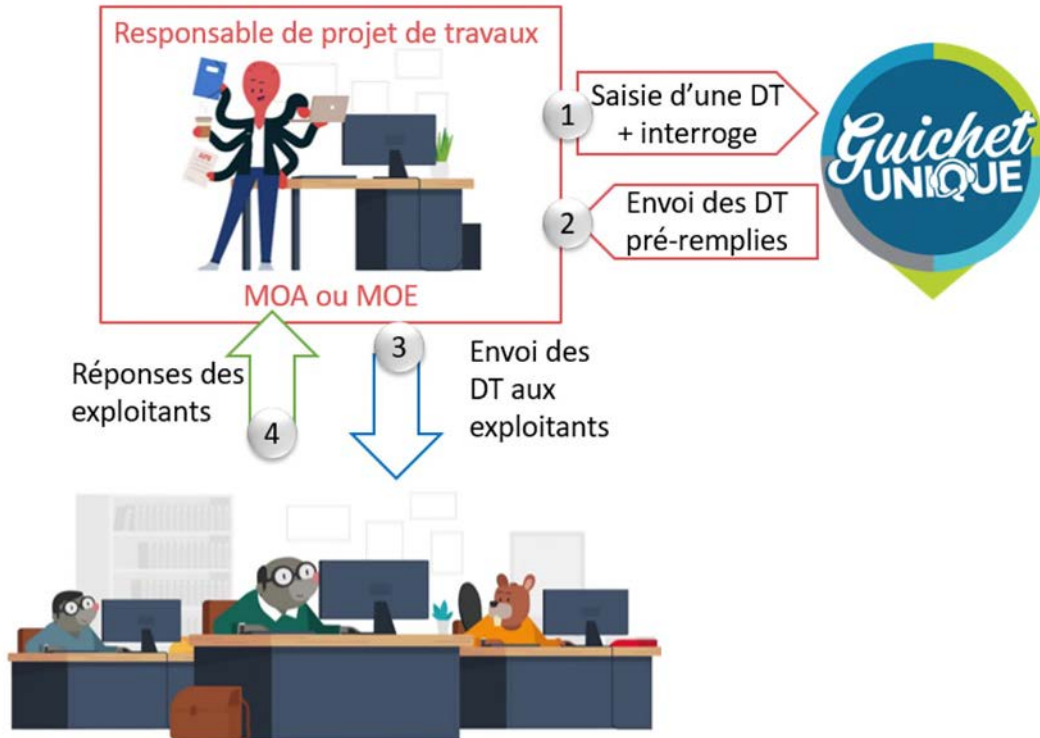 Responsable de projet de travaux
MOA ou MOE
1
Saisie d'une DT
+ interroge
Guichet
UNIQUE
2
Envoi des DT
pré-remplies
3
Envoi des
DT aux
exploitants
Réponses des
exploitants
4